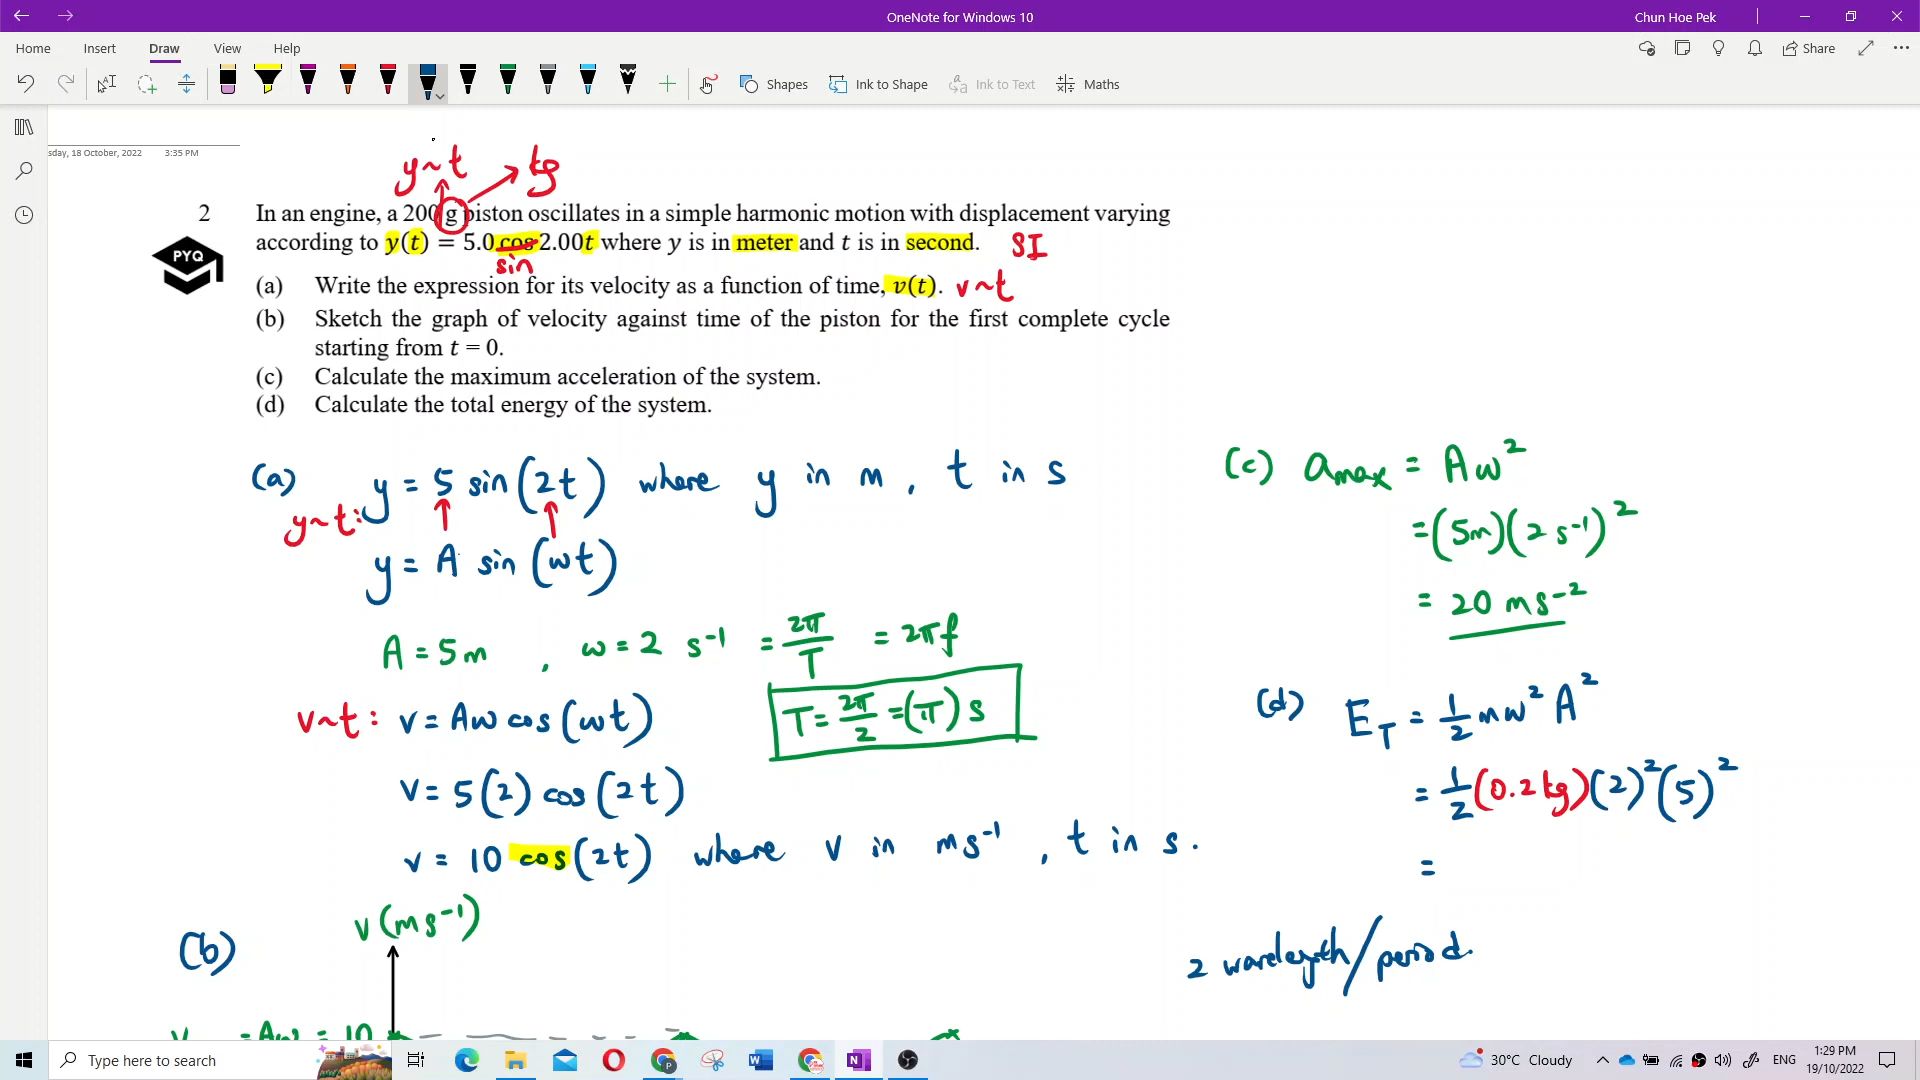 OneNote for Windows 10
Chun Hoe Pek
Home Insert Draw View Help
Share
Shapes Ink to Shape Ink to Text Maths
sday, 18 October, 2022 3:35 PM
y~t kg
2 In an engine, a 200 g piston oscillates in a simple harmonic motion with displacement varying
PYQ
according to y(t) = 5.0 cos 2.00t where y is in meter and t is in second. SI
sin
(a) Write the expression for its velocity as a function of time, v(t). v~t
(b) Sketch the graph of velocity against time of the piston for the first complete cycle
starting from t = 0.
(c) Calculate the maximum acceleration of the system.
(d) Calculate the total energy of the system.
(a) y = 5 sin (2t) where y in m, t in s
y~t:
y = A sin (ωt)
A = 5m , ω = 2 s⁻¹ = 2π/T = 2πf
T = 2π/2 = (π) s
v~t: v = Aω cos (ωt)
v = 5(2) cos (2t)
v = 10 cos (2t) where v in ms⁻¹, t in s.
(b) v (ms⁻¹)
= Aω = 10
(c) amax = Aω²
= (5m)(2 s⁻¹)²
= 20 ms⁻²
(d) E_T = 1/2 mω² A²
= 1/2 (0.2 kg)(2)²(5)²
=
2 wavelength/period
Type here to search
30°C Cloudy
ENG
1:29 PM
19/10/2022